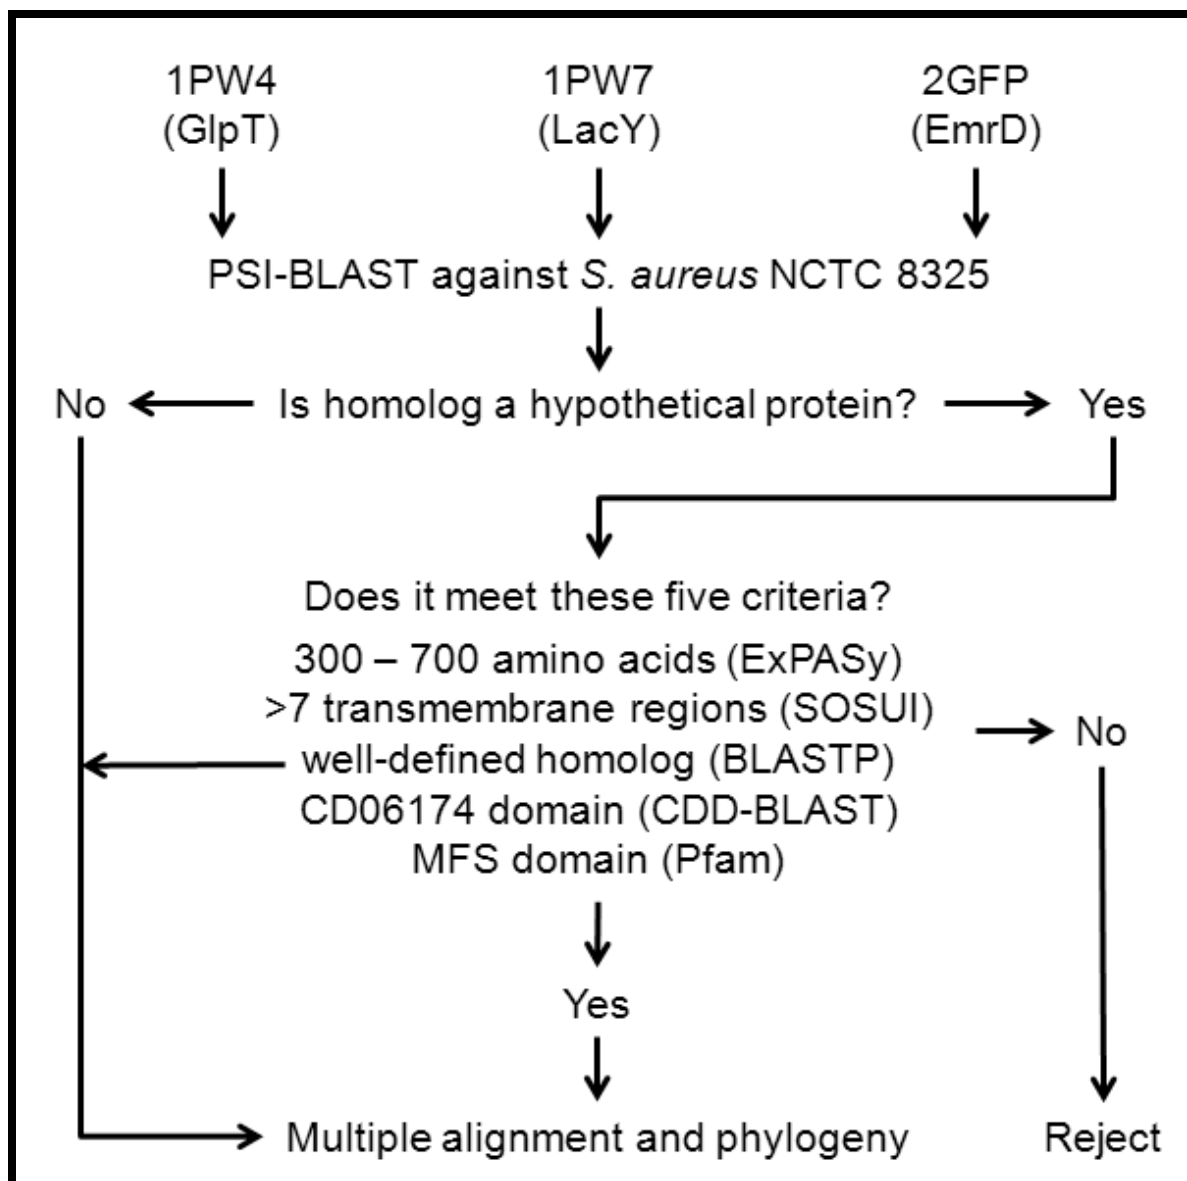 1PW4 1PW7 2GFP
(GlpT) (LacY) (EmrD)
PSI-BLAST against S. aureus NCTC 8325
No Is homolog a hypothetical protein? Yes
Does it meet these five criteria?
300 – 700 amino acids (ExPASy)
>7 transmembrane regions (SOSUI)
No
well-defined homolog (BLASTP)
CD06174 domain (CDD-BLAST)
MFS domain (Pfam)
Yes
Multiple alignment and phylogeny Reject